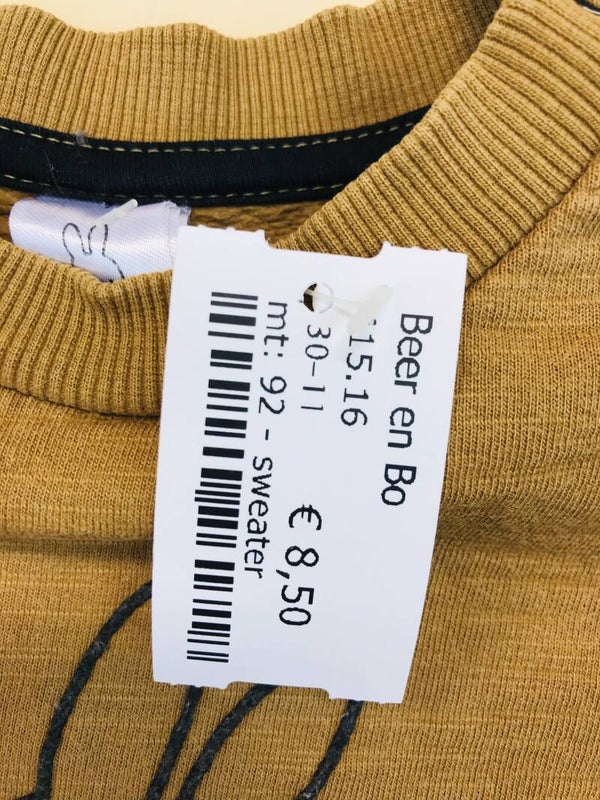 Beer en Bo
15.16
30-11 € 8,50
mt: 92 - sweater